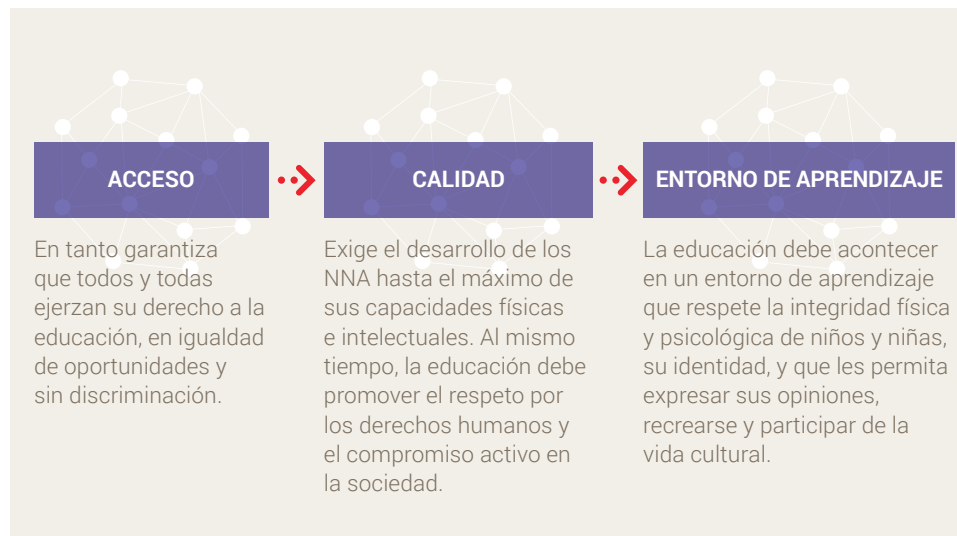 ACCESO
En tanto garantiza
que todos y todas
ejerzan su derecho a la
educación, en igualdad
de oportunidades y
sin discriminación.
CALIDAD
Exige el desarrollo de los
NNA hasta el máximo de
sus capacidades físicas
e intelectuales. Al mismo
tiempo, la educación debe
promover el respeto por
los derechos humanos y
el compromiso activo en
la sociedad.
ENTORNO DE APRENDIZAJE
La educación debe acontecer
en un entorno de aprendizaje
que respete la integridad física
y psicológica de niños y niñas,
su identidad, y que les permita
expresar sus opiniones,
recrearse y participar de la
vida cultural.